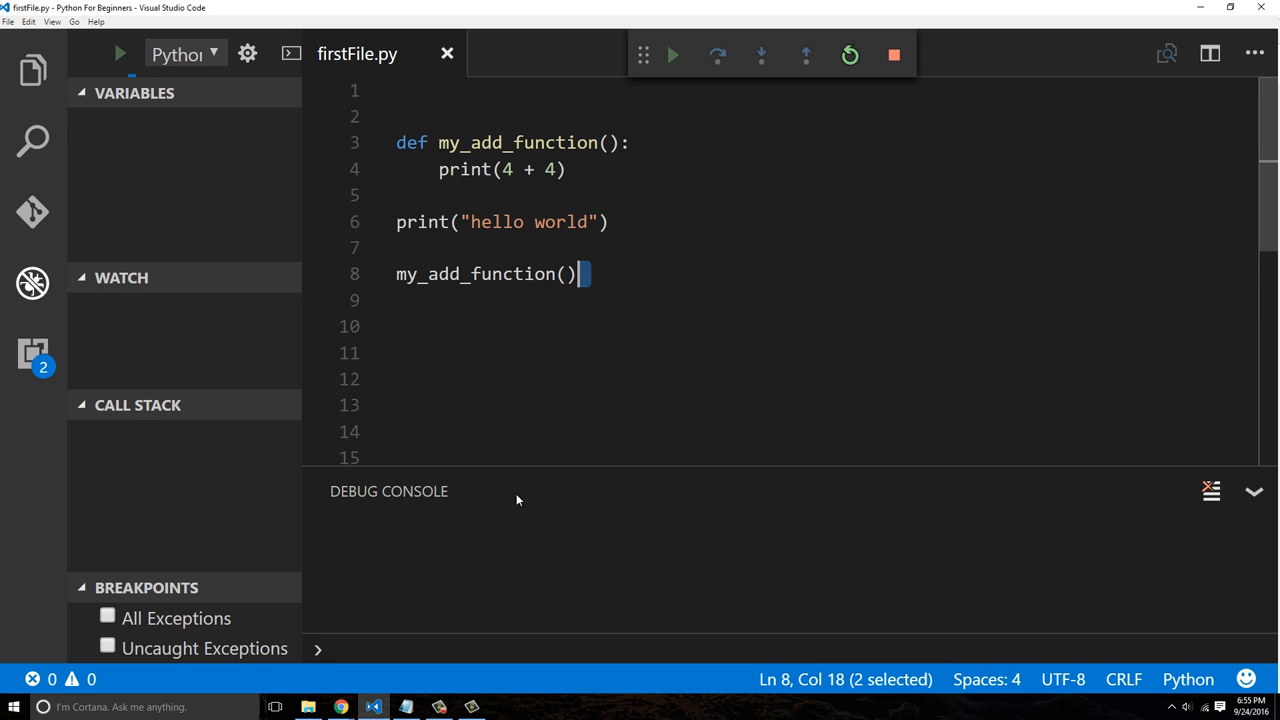 firstFile.py - Python For Beginners - Visual Studio Code
File Edit View Go Help
Pythor
firstFile.py
VARIABLES
WATCH
CALL STACK
BREAKPOINTS
All Exceptions
Uncaught Exceptions
2
1
2
3 def my_add_function():
4 print(4 + 4)
5
6 print("hello world")
7
8 my_add_function()
9
10
11
12
13
14
15
DEBUG CONSOLE
0 0
Ln 8, Col 18 (2 selected) Spaces: 4 UTF-8 CRLF Python
I'm Cortana. Ask me anything.
6:55 PM
9/24/2016